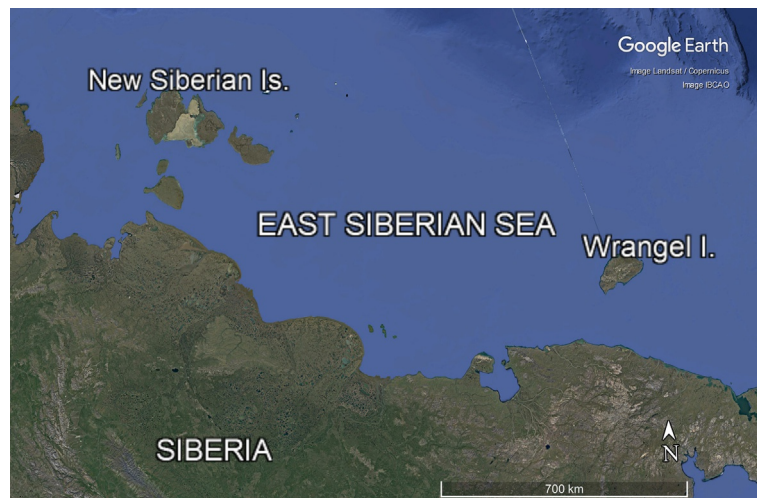 Google Earth
Image Landsat / Copernicus
Image IBCAO
New Siberian Is.
EAST SIBERIAN SEA
Wrangel I.
SIBERIA
N
700 km